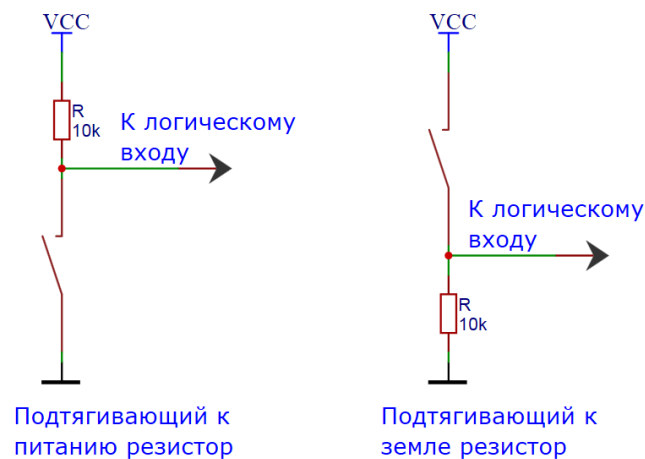 VCC
R
10k
К логическому
входу
Подтягивающий к
питанию резистор
VCC
К логическому
входу
R
10k
Подтягивающий к
земле резистор